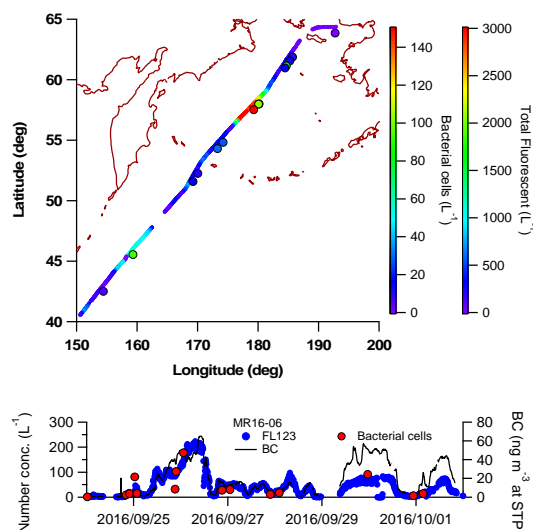 65
60
55
50
45
40
Latitude (deg)
150 160 170 180 190 200
Longitude (deg)
140
120
100
80
60
40
20
0
Bacterial cells (L⁻¹)
3000
2500
2000
1500
1000
500
0
Total Fluorescent (L⁻¹)
300
200
100
0
Number conc. (L⁻¹)
MR16-06
FL123
BC
Bacterial cells
80
60
40
20
0
BC (ng m⁻³ at STP)
2016/09/25 2016/09/27 2016/09/29 2016/10/01